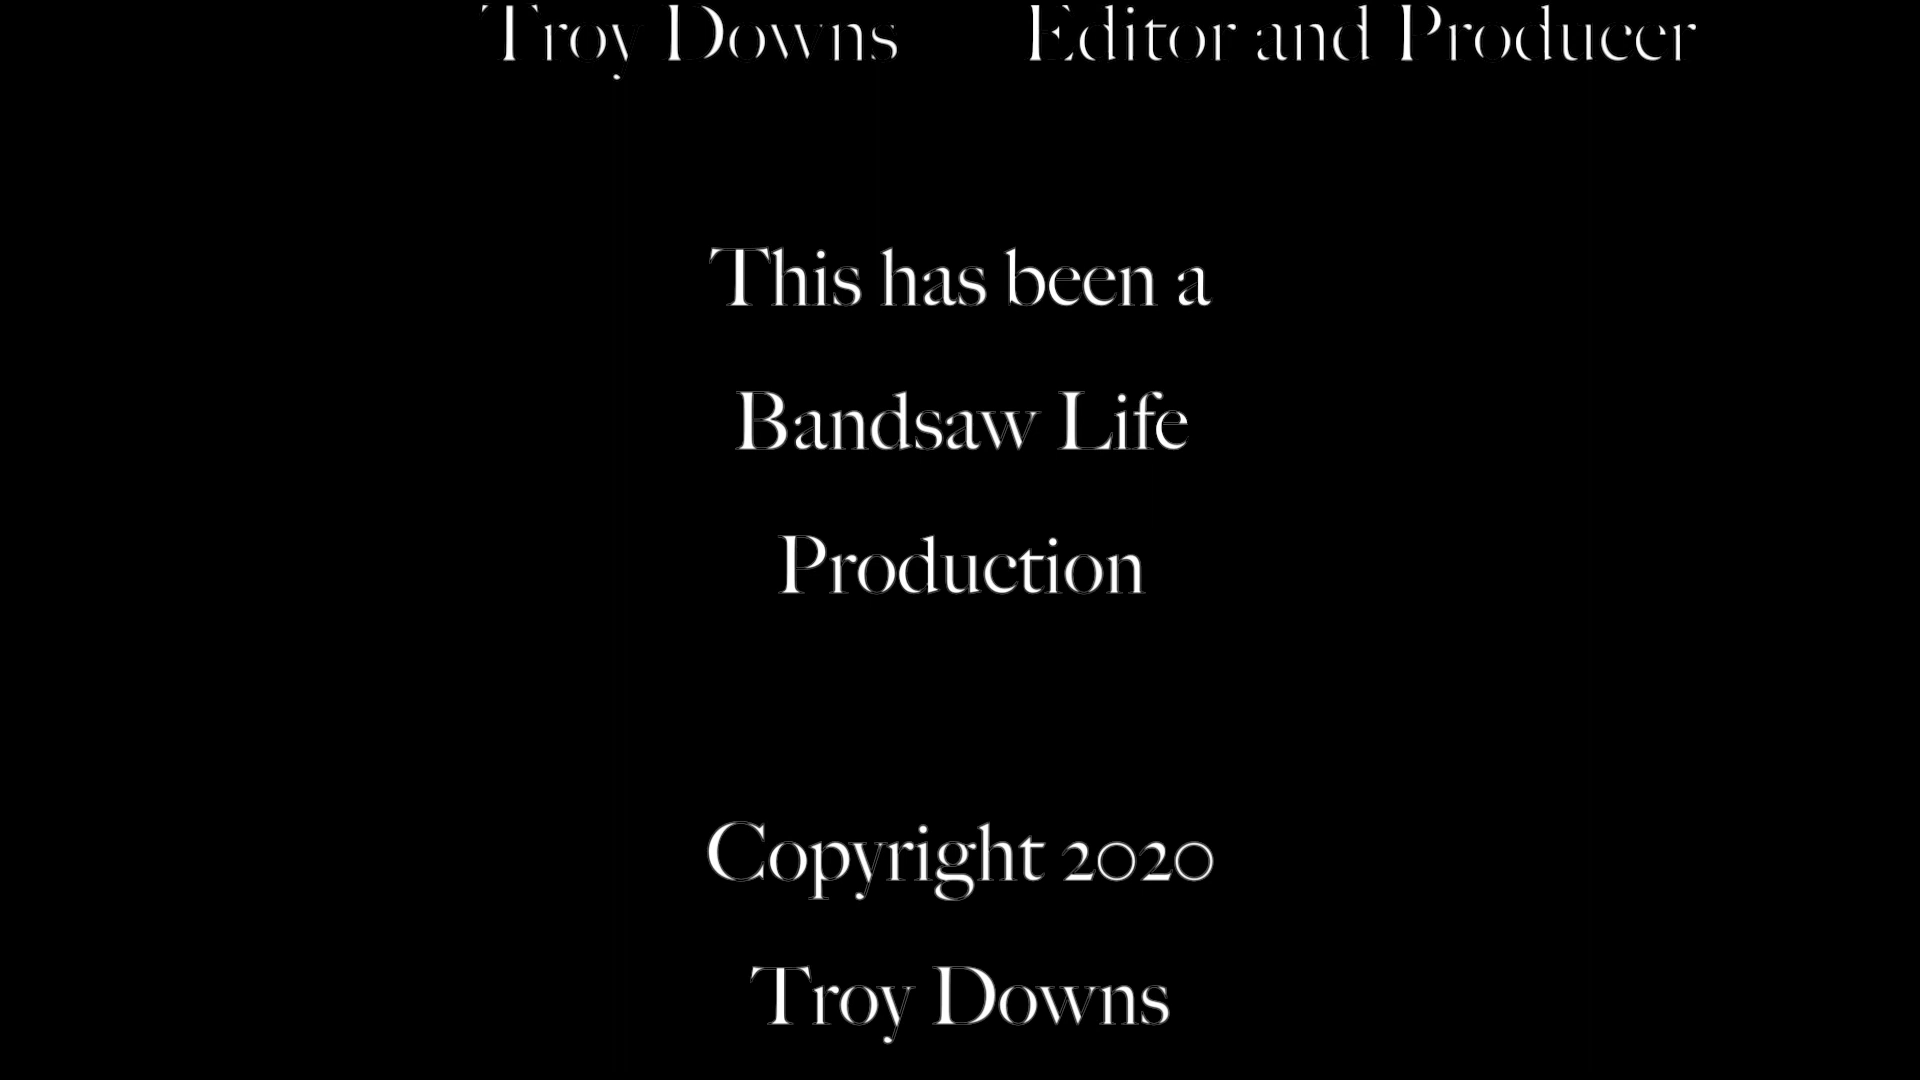 Troy Downs Editor and Producer
This has been a
Bandsaw Life
Production
Copyright 2020
Troy Downs